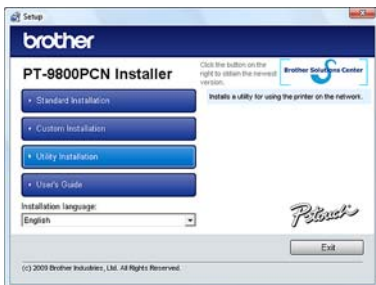 Setup
brother
PT-9800PCN Installer
Click the button on the
right to obtain the newest
version.
Brother Solutions Center
Standard Installation
Installs a utility for using the printer on the network.
Custom Installation
Utility Installation
User's Guide
Installation language:
English
P-touch
Exit
(c) 2009 Brother Industries, Ltd. All Rights Reserved.